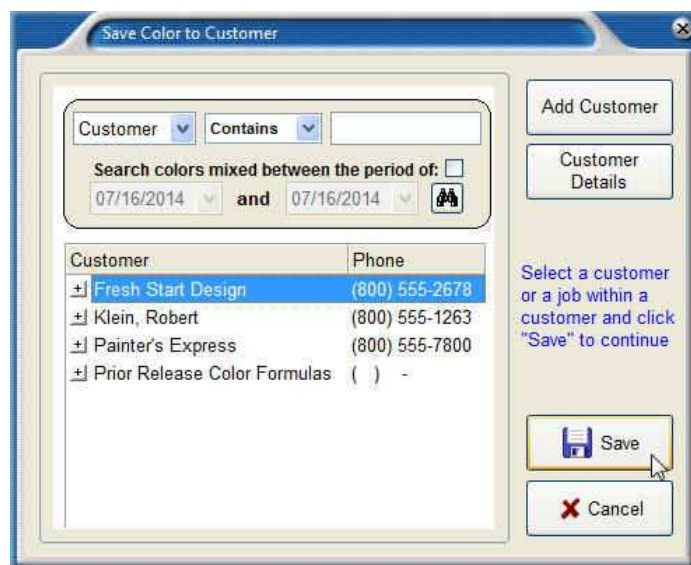 Save Color to Customer
Customer Contains
Search colors mixed between the period of:
07/16/2014 and 07/16/2014
Add Customer
Customer
Details
Customer Phone
Fresh Start Design (800) 555-2678
Klein, Robert (800) 555-1263
Painter's Express (800) 555-7800
Prior Release Color Formulas ( ) -
Select a customer
or a job within a
customer and click
"Save" to continue
Save
Cancel